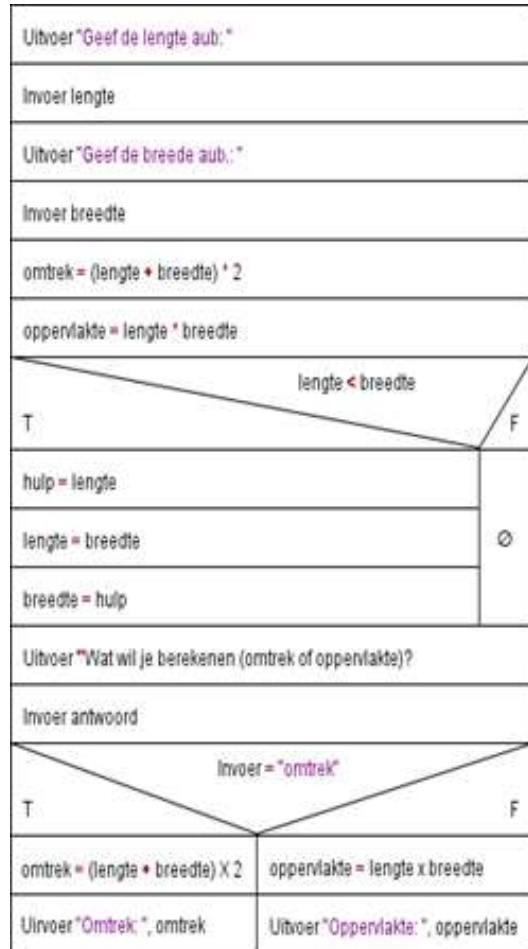 Uitvoer "Geef de lengte aub: "
Invoer lengte
Uitvoer "Geef de breede aub.: "
Invoer breedte
omtrek = (lengte + breedte) * 2
oppervlakte = lengte * breedte
lengte < breedte
T F
hulp = lengte
lengte = breedte
∅
breedte = hulp
Uitvoer "Wat wil je berekenen (omtrek of oppervlakte)?
Invoer antwoord
Invoer = "omtrek"
T F
omtrek = (lengte + breedte) X 2
oppervlakte = lengte x breedte
Uirvoer "Omtrek: ", omtrek
Uitvoer "Oppervlakte: ", oppervlakte